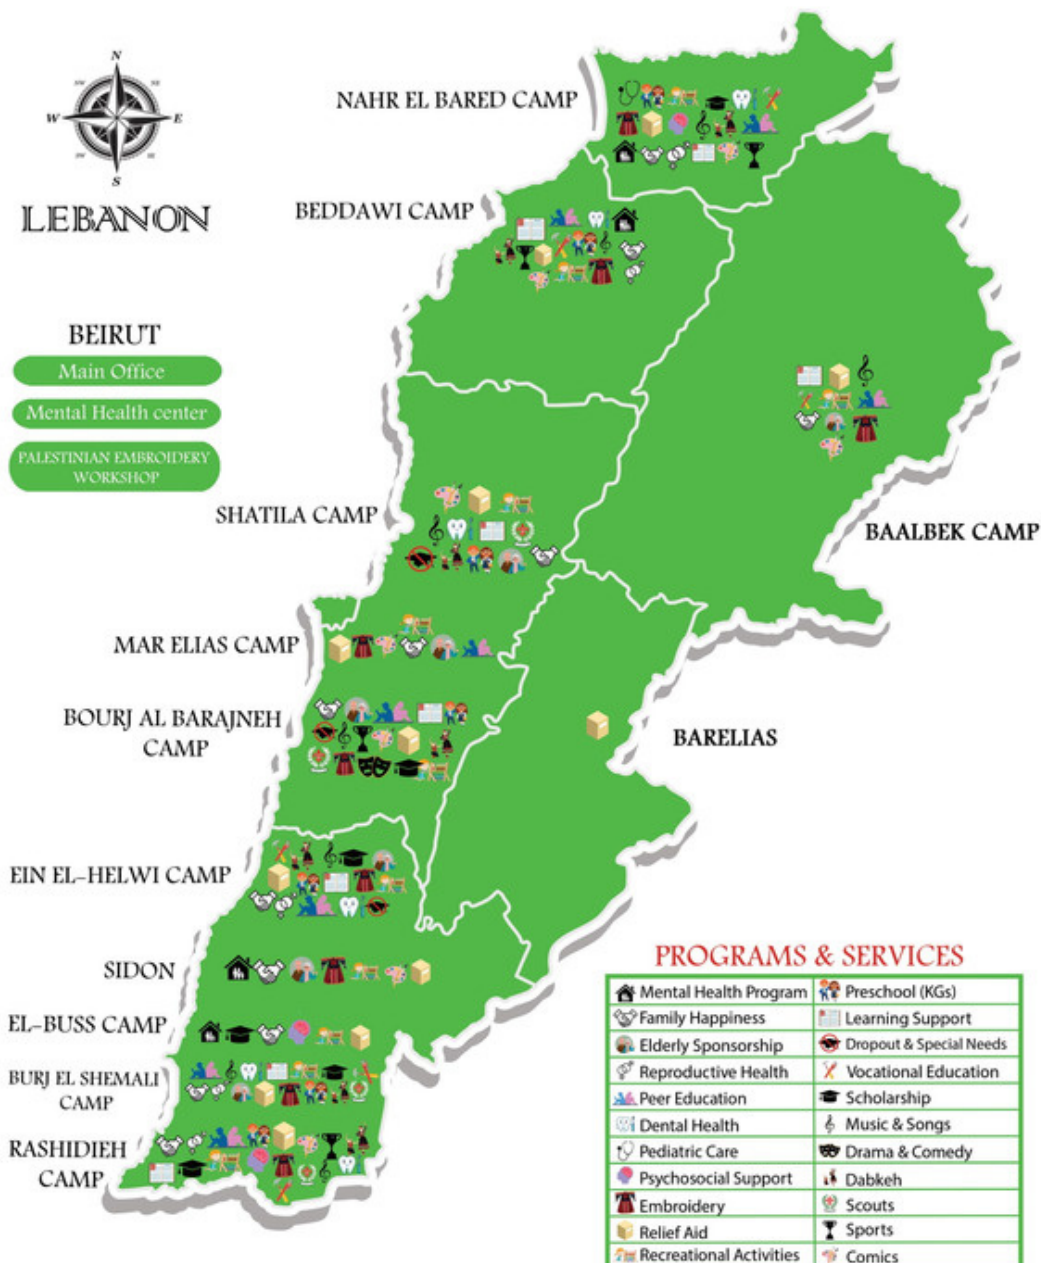 N
W
E
S
LEBANON
BEIRUT
Main Office
Mental Health center
PALESTINIAN EMBROIDERY
WORKSHOP
NAHR EL BARED CAMP
BEDDAWI CAMP
SHATILA CAMP
BAALBEK CAMP
MAR ELIAS CAMP
BOURJ AL BARAJNEH
CAMP
BARELIAS
EIN EL-HELWI CAMP
SIDON
EL-BUSS CAMP
BURJ EL SHEMALI
CAMP
RASHIDIEH
CAMP
PROGRAMS & SERVICES
Mental Health Program Preschool (KGs)
Family Happiness Learning Support
Elderly Sponsorship Dropout & Special Needs
Reproductive Health Vocational Education
Peer Education Scholarship
Dental Health Music & Songs
Pediatric Care Drama & Comedy
Psychosocial Support Dabkeh
Embroidery Scouts
Relief Aid Sports
Recreational Activities Comics